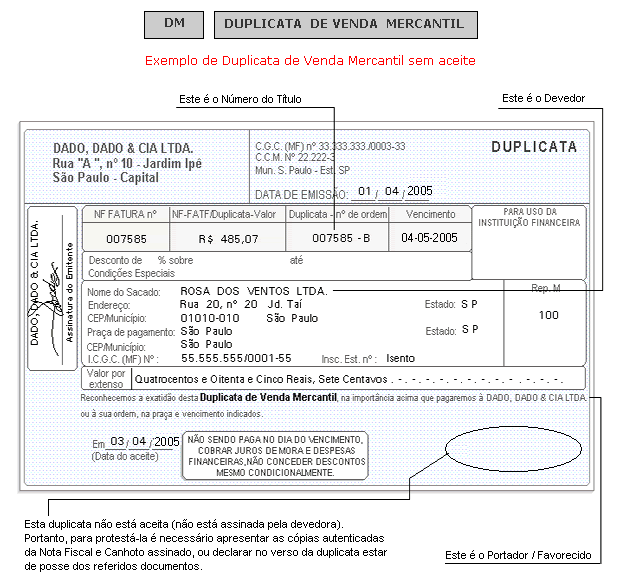 DM
DUPLICATA DE VENDA MERCANTIL
Exemplo de Duplicata de Venda Mercantil sem aceite
Este é o Número do Título
Este é o Devedor
DADO, DADO & CIA LTDA.
Rua "A ", nº 10 - Jardim Ipê
São Paulo - Capital
C.G.C. (MF) nº 33.333.333./0003-33
C.C.M. Nº 22.222-3
Mun. S. Paulo - Est. SP
DATA DE EMISSÃO: 01 / 04 / 2005
DUPLICATA
DADO, DADO & CIA LTDA.
Assinatura do Emitente
NF FATURA nº
NF-FATF/Duplicata-Valor
Duplicata - nº de ordem
Vencimento
007585
R$ 485,07
007585 -B
04-05-2005
PARA USO DA
INSTITUIÇÃO FINANCEIRA
Desconto de % sobre até
Condições Especiais
Nome do Sacado: ROSA DOS VENTOS LTDA.
Endereço: Rua 20, nº 20 Jd. Taí Estado: S P
CEP/Município: 01010-010 São Paulo
Praça de pagamento: São Paulo Estado: S P
CEP/Município: São Paulo
I.C.G.C. (MF) Nº : 55.555.555/0001-55 Insc. Est. nº : Isento
Rep. M
100
Valor por
extenso
Quatrocentos e Oitenta e Cinco Reais, Sete Centavos . - . - . - . - . - . - . - . - . - . - . - .
Reconhecemos a exatidão desta Duplicata de Venda Mercantil, na importância acima que pagaremos à DADO, DADO & CIA LTDA.
ou à sua ordem, na praça e vencimento indicados.
Em 03 / 04 / 2005
(Data do aceite)
NÃO SENDO PAGA NO DIA DO VENCIMENTO,
COBRAR JUROS DE MORA E DESPESAS
FINANCEIRAS,NÃO CONCEDER DESCONTOS
MESMO CONDICIONALMENTE.
Esta duplicata não está aceita (não está assinada pela devedora).
Portanto, para protestá-la é necessário apresentar as cópias autenticadas
da Nota Fiscal e Canhoto assinado, ou declarar no verso da duplicata estar
de posse dos referidos documentos.
Este é o Portador / Favorecido